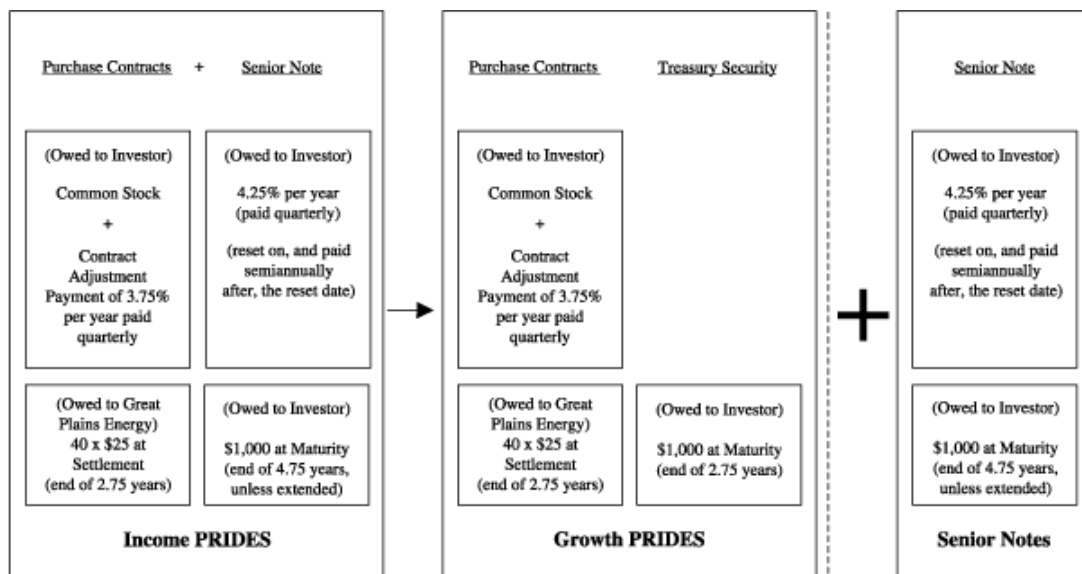 Purchase Contracts + Senior Note
(Owed to Investor)
Common Stock
+
Contract
Adjustment
Payment of 3.75%
per year paid
quarterly
(Owed to Investor)
4.25% per year
(paid quarterly)
(reset on, and paid
semiannually
after, the reset date)
(Owed to Great
Plains Energy)
40 x $25 at
Settlement
(end of 2.75 years)
(Owed to Investor)
$1,000 at Maturity
(end of 4.75 years,
unless extended)
Income PRIDES
Purchase Contracts Treasury Security
(Owed to Investor)
Common Stock
+
Contract
Adjustment
Payment of 3.75%
per year paid
quarterly
(Owed to Great
Plains Energy)
40 x $25 at
Settlement
(end of 2.75 years)
(Owed to Investor)
$1,000 at Maturity
(end of 2.75 years)
Growth PRIDES
+
Senior Note
(Owed to Investor)
4.25% per year
(paid quarterly)
(reset on, and paid
semiannually
after, the reset date)
(Owed to Investor)
$1,000 at Maturity
(end of 4.75 years,
unless extended)
Senior Notes